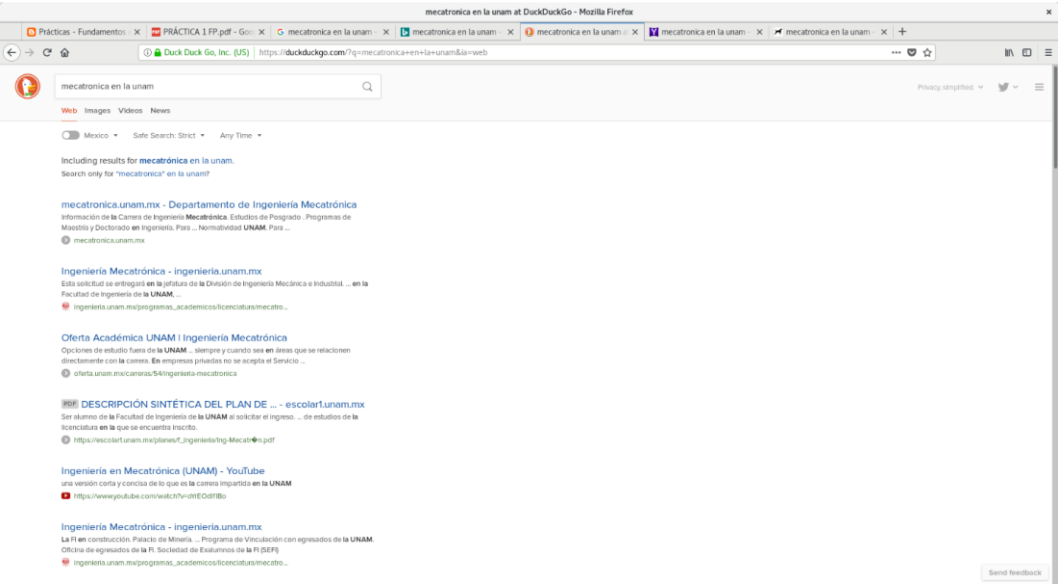 mecatronica en la unam at DuckDuckGo - Mozilla Firefox
Prácticas - Fundamentos
PRÁCTICA 1 FP.pdf - Goo
mecatronica en la unam -
mecatronica en la unam -
mecatronica en la unam a
mecatronica en la unam -
mecatronica en la unam -
Duck Duck Go, Inc. (US)
https://duckduckgo.com/?q=mecatronica+en+la+unam&ia=web
mecatronica en la unam
Privacy, simplified.
Web Images Videos News
Mexico Safe Search: Strict Any Time
Including results for mecatrónica en la unam.
Search only for "mecatronica" en la unam?
mecatronica.unam.mx - Departamento de Ingeniería Mecatrónica
Información de la Carrera de Ingeniería Mecatrónica. Estudios de Posgrado . Programas de
Maestría y Doctorado en Ingeniería. Para ... Normatividad UNAM. Para ...
mecatronica.unam.mx
Ingeniería Mecatrónica - ingenieria.unam.mx
Esta solicitud se entregará en la jefatura de la División de Ingeniería Mecánica e Industrial. ... en la
Facultad de Ingeniería de la UNAM, ...
ingenieria.unam.mx/programas_academicos/licenciatura/mecatro...
Oferta Académica UNAM | Ingeniería Mecatrónica
Opciones de estudio fuera de la UNAM ... siempre y cuando sea en áreas que se relacionen
directamente con la carrera. En empresas privadas no se acepta el Servicio ...
oferta.unam.mx/carreras/54/ingenieria-mecatronica
PDF DESCRIPCIÓN SINTÉTICA DEL PLAN DE ... - escolar1.unam.mx
Ser alumno de la Facultad de Ingeniería de la UNAM al solicitar el ingreso. ... de estudios de la
licenciatura en la que se encuentra inscrito.
https://escolar1.unam.mx/planes/f_ingenieria/Ing-Mecatr�n.pdf
Ingeniería en Mecatrónica (UNAM) - YouTube
una versión corta y concisa de lo que es la carrera impartida en la UNAM
Ingeniería Mecatrónica - ingenieria.unam.mx
La FI en construcción. Palacio de Minería. ... Programa de Vinculación con egresados de la UNAM.
Oficina de egresados de la FI. Sociedad de Exalumnos de la FI (SEFI)
ingenieria.unam.mx/programas_academicos/licenciatura/mecatro...
Send feedback